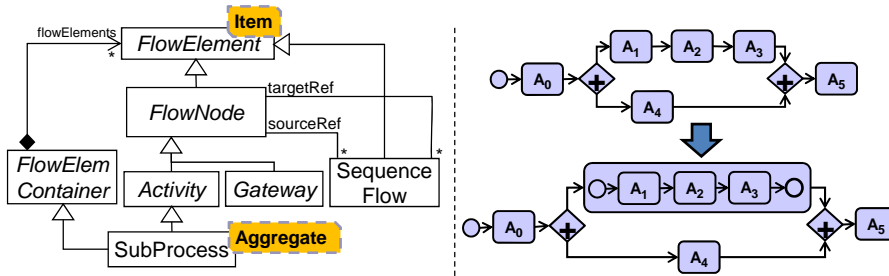 Item
flowElements
*
FlowElement
targetRef
FlowNode
sourceRef
*
*
FlowElem
Container
Activity
Gateway
Sequence
Flow
SubProcess
Aggregate
A₀
A₁
A₂
A₃
A₄
A₅
A₀
A₁
A₂
A₃
A₄
A₅